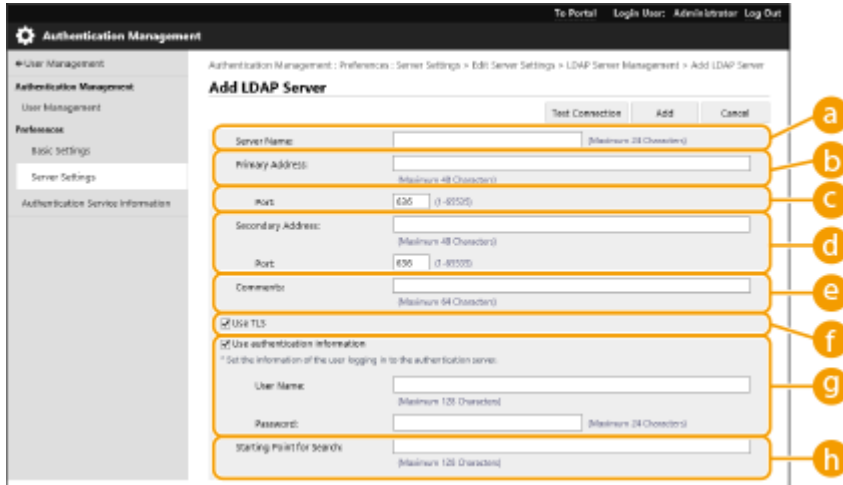 To Portal Login User: Administrator Log Out
Authentication Management
User Management
Authentication Management : Preferences : Server Settings > Edit Server Settings > LDAP Server Management > Add LDAP Server
Authentication Management
Add LDAP Server
User Management
Test Connection Add Cancel
Preferences
Basic Settings
Server Settings
Authentication Service Information
Server Name: (Maximum 24 Characters) a
Primary Address: b
(Maximum 48 Characters)
Port: 636 (1-65535) c
Secondary Address: d
(Maximum 48 Characters)
Port: 636 (1-65535)
Comments: e
(Maximum 64 Characters)
Use TLS f
Use authentication information g
* Set the information of the user logging in to the authentication server.
User Name:
(Maximum 128 Characters)
Password: (Maximum 24 Characters)
Starting Point for Search: h
(Maximum 128 Characters)